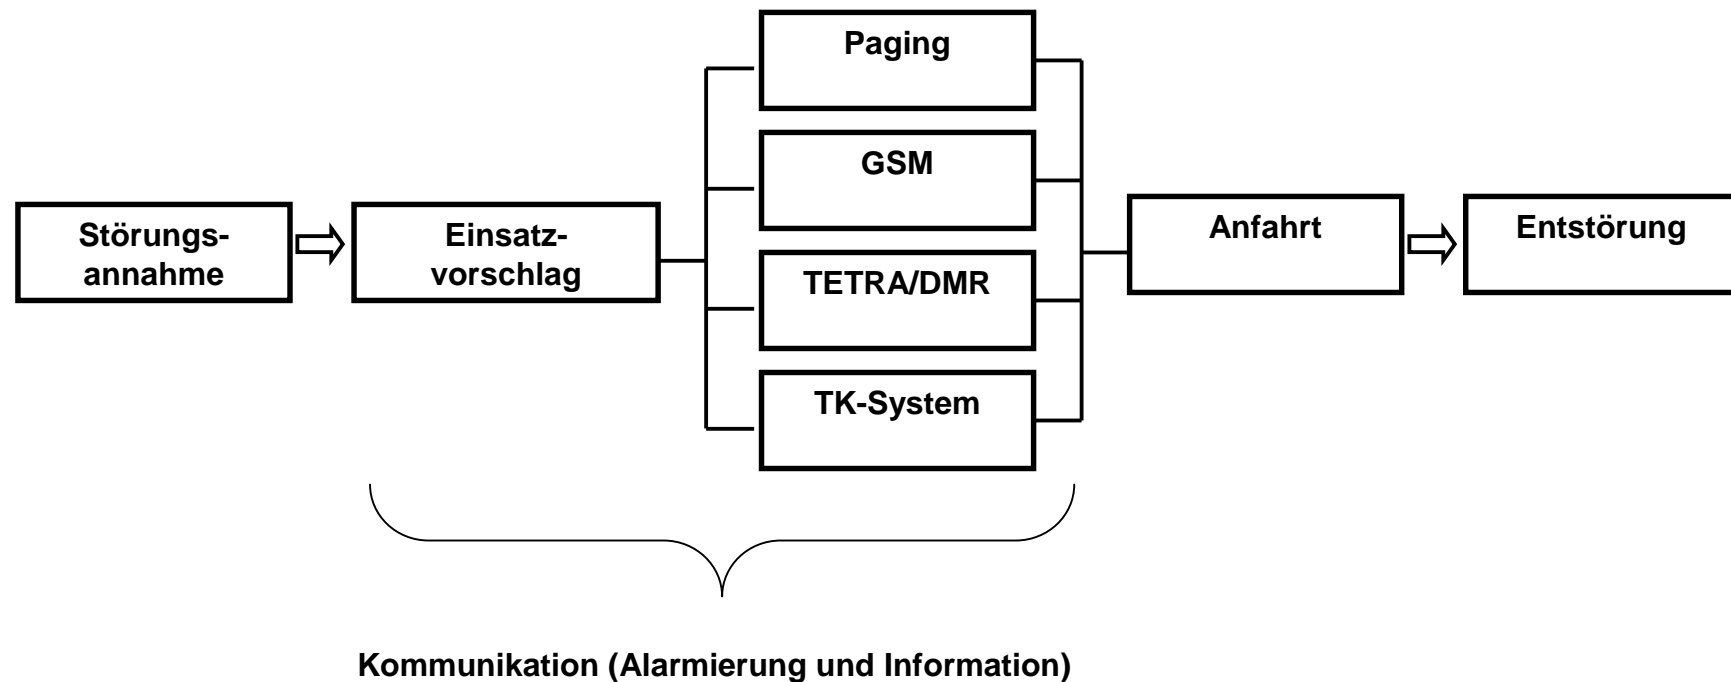 Störungs-
annahme
Einsatz-
vorschlag
Paging
GSM
TETRA/DMR
TK-System
Anfahrt
Entstörung
Kommunikation (Alarmierung und Information)